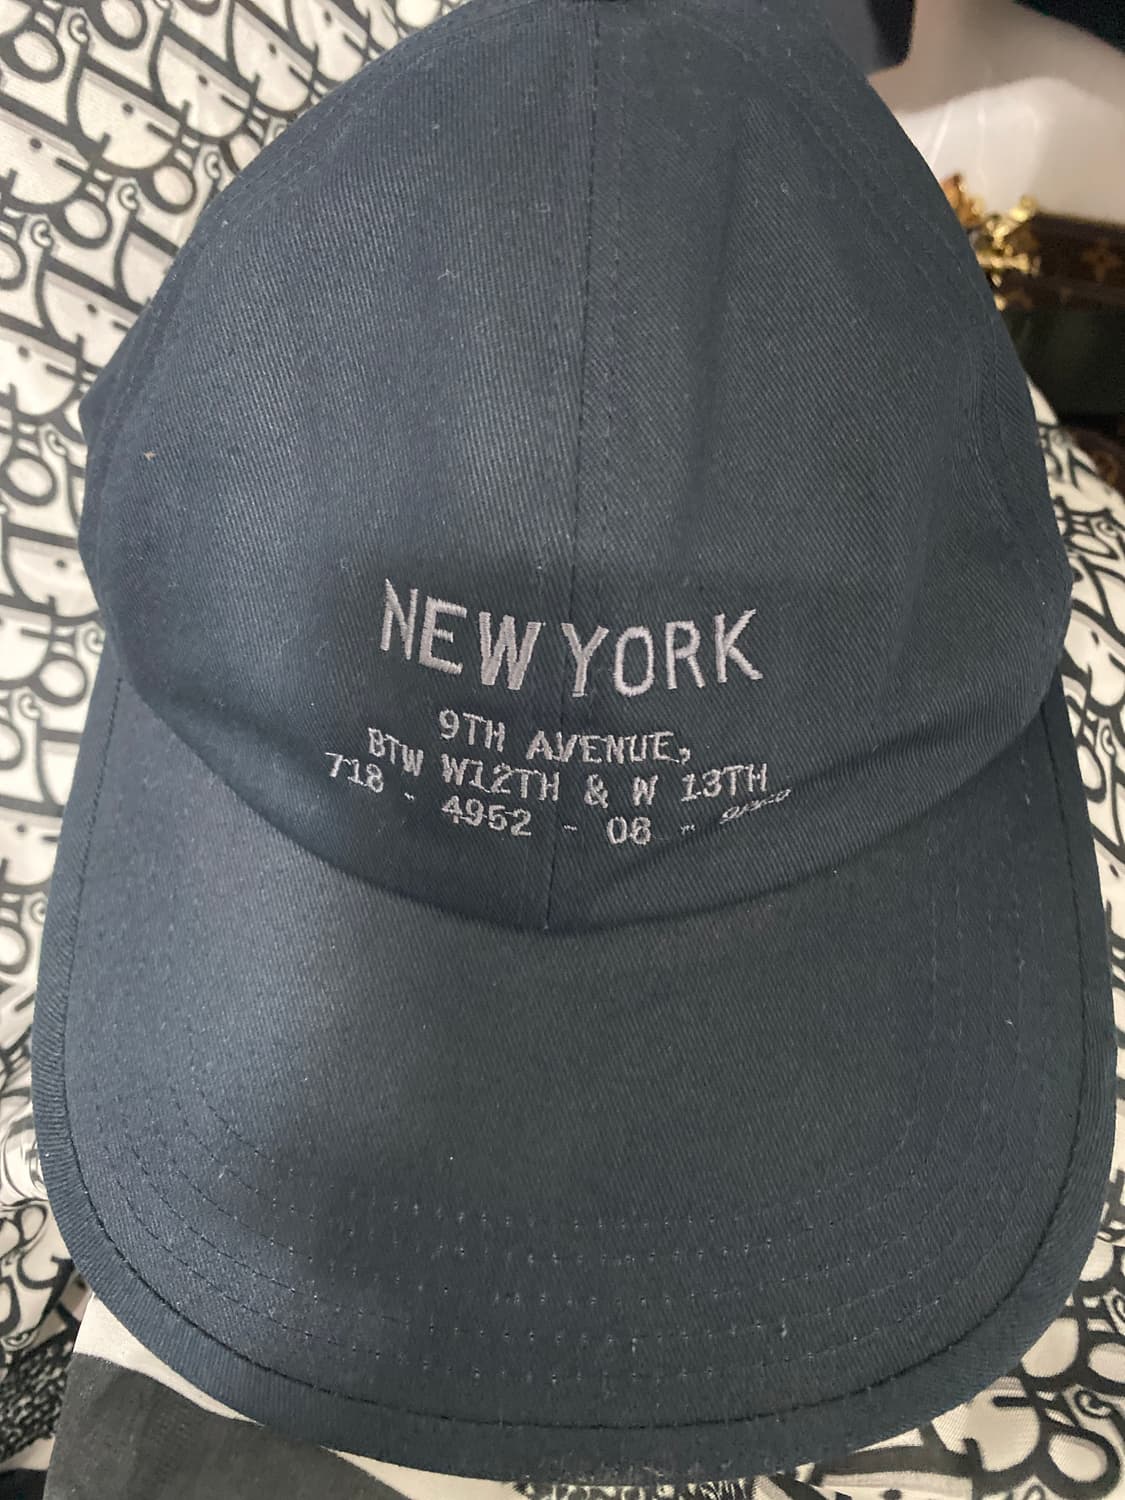 NEW YORK
9TH AVENUE,
BTW W12TH & W 13TH
718 - 4952 - 08 -